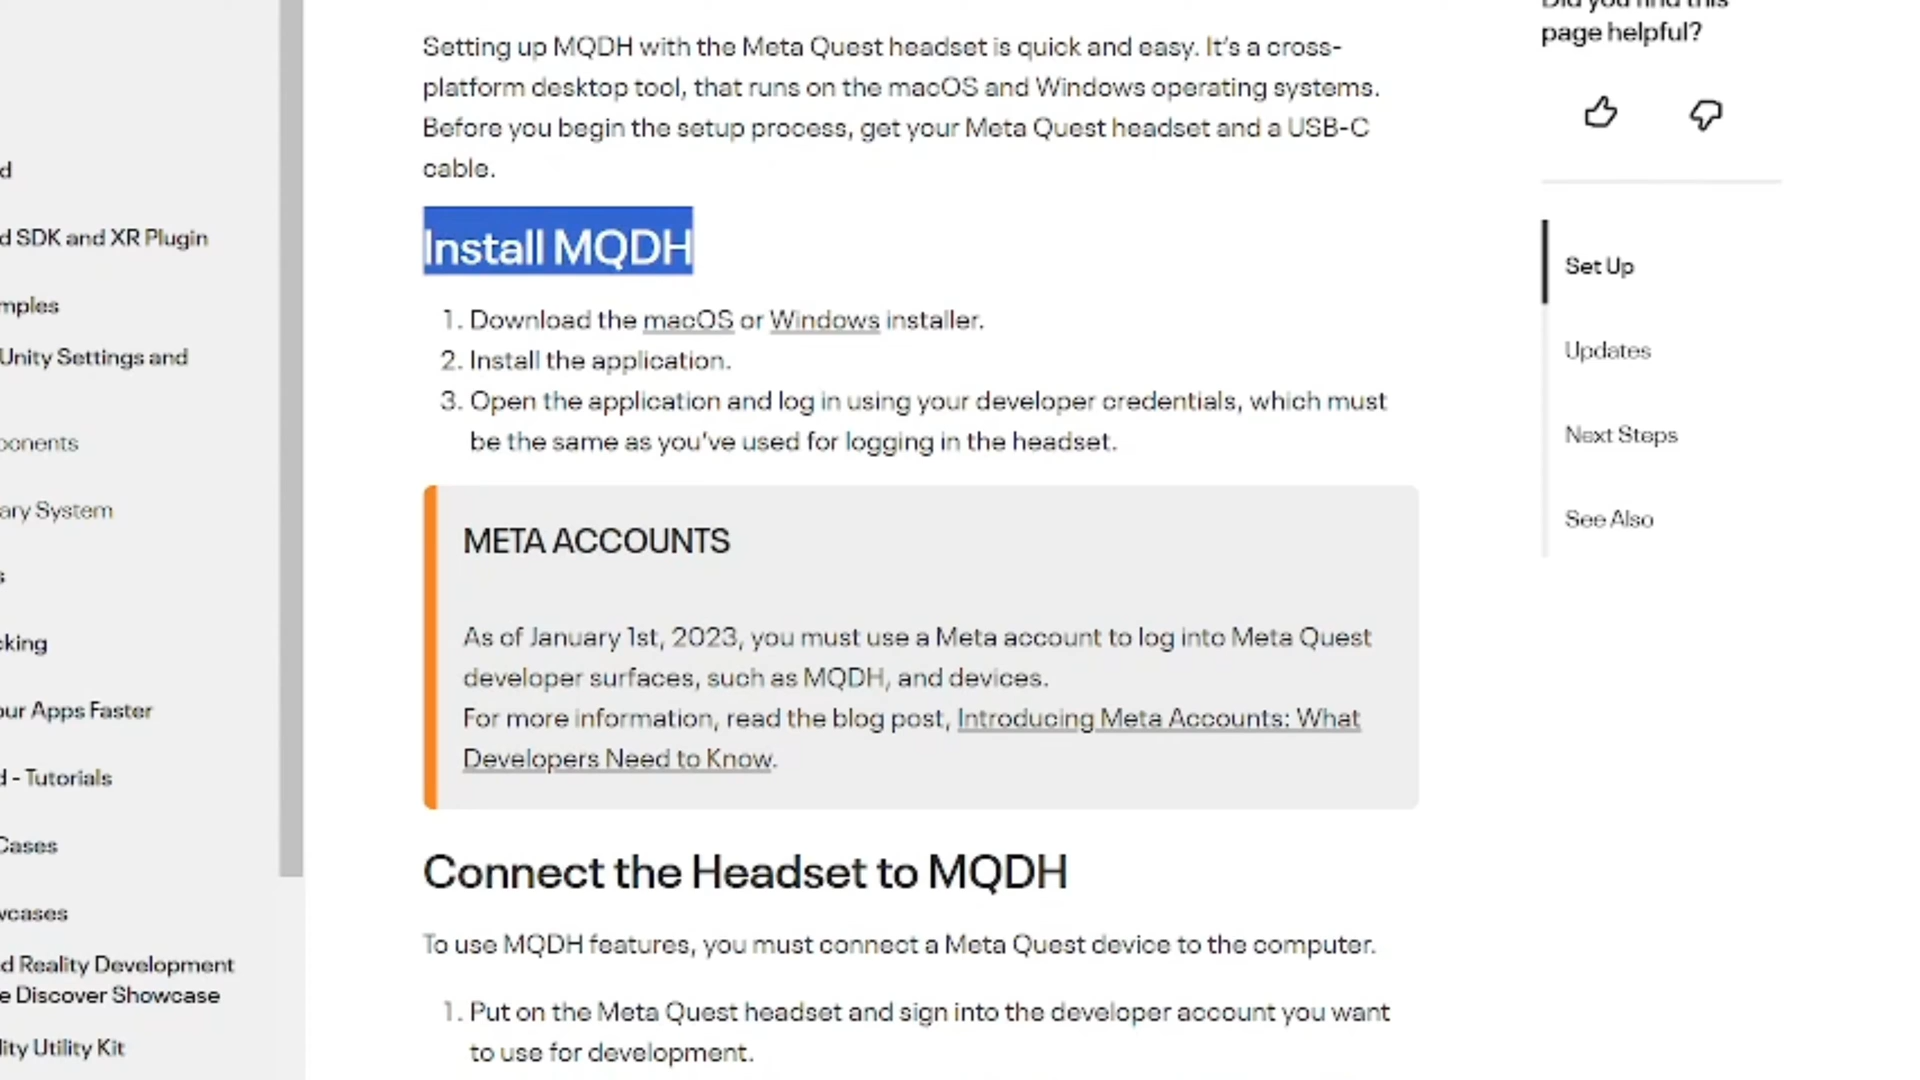 d
d SDK and XR Plugin
mples
Unity Settings and
ponents
ary System
s
cking
our Apps Faster
d - Tutorials
Cases
wcases
d Reality Development
e Discover Showcase
lity Utility Kit
Setting up MQDH with the Meta Quest headset is quick and easy. It's a cross-
platform desktop tool, that runs on the macOS and Windows operating systems.
Before you begin the setup process, get your Meta Quest headset and a USB-C
cable.
Install MQDH
1. Download the macOS or Windows installer.
2. Install the application.
3. Open the application and log in using your developer credentials, which must
be the same as you've used for logging in the headset.
META ACCOUNTS
As of January 1st, 2023, you must use a Meta account to log into Meta Quest
developer surfaces, such as MQDH, and devices.
For more information, read the blog post, Introducing Meta Accounts: What
Developers Need to Know.
Connect the Headset to MQDH
To use MQDH features, you must connect a Meta Quest device to the computer.
1. Put on the Meta Quest headset and sign into the developer account you want
to use for development.
Did you find this
page helpful?
Set Up
Updates
Next Steps
See Also